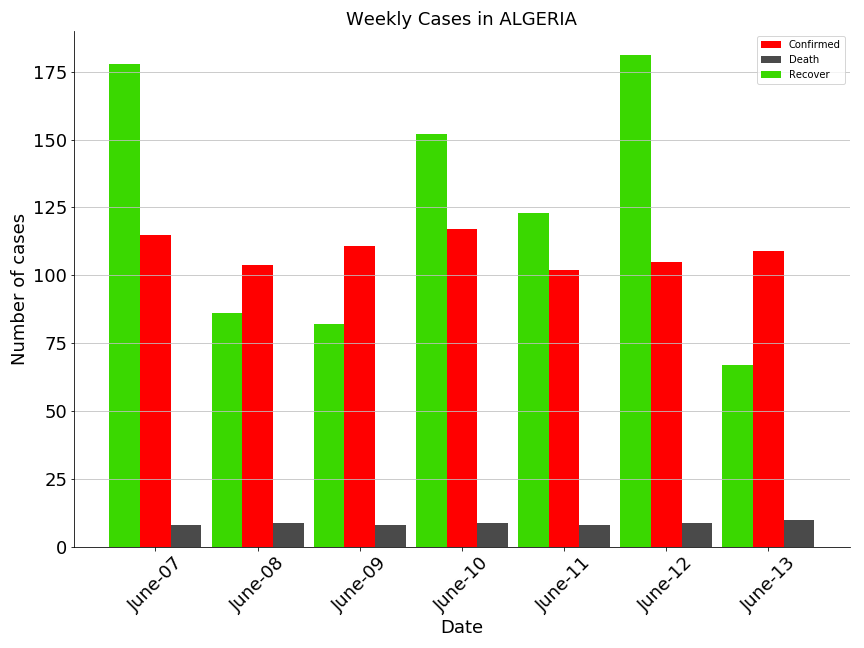 Weekly Cases in ALGERIA
Confirmed
Death
Recover
Number of cases
175
150
125
100
75
50
25
0
June-07
June-08
June-09
June-10
June-11
June-12
June-13
Date